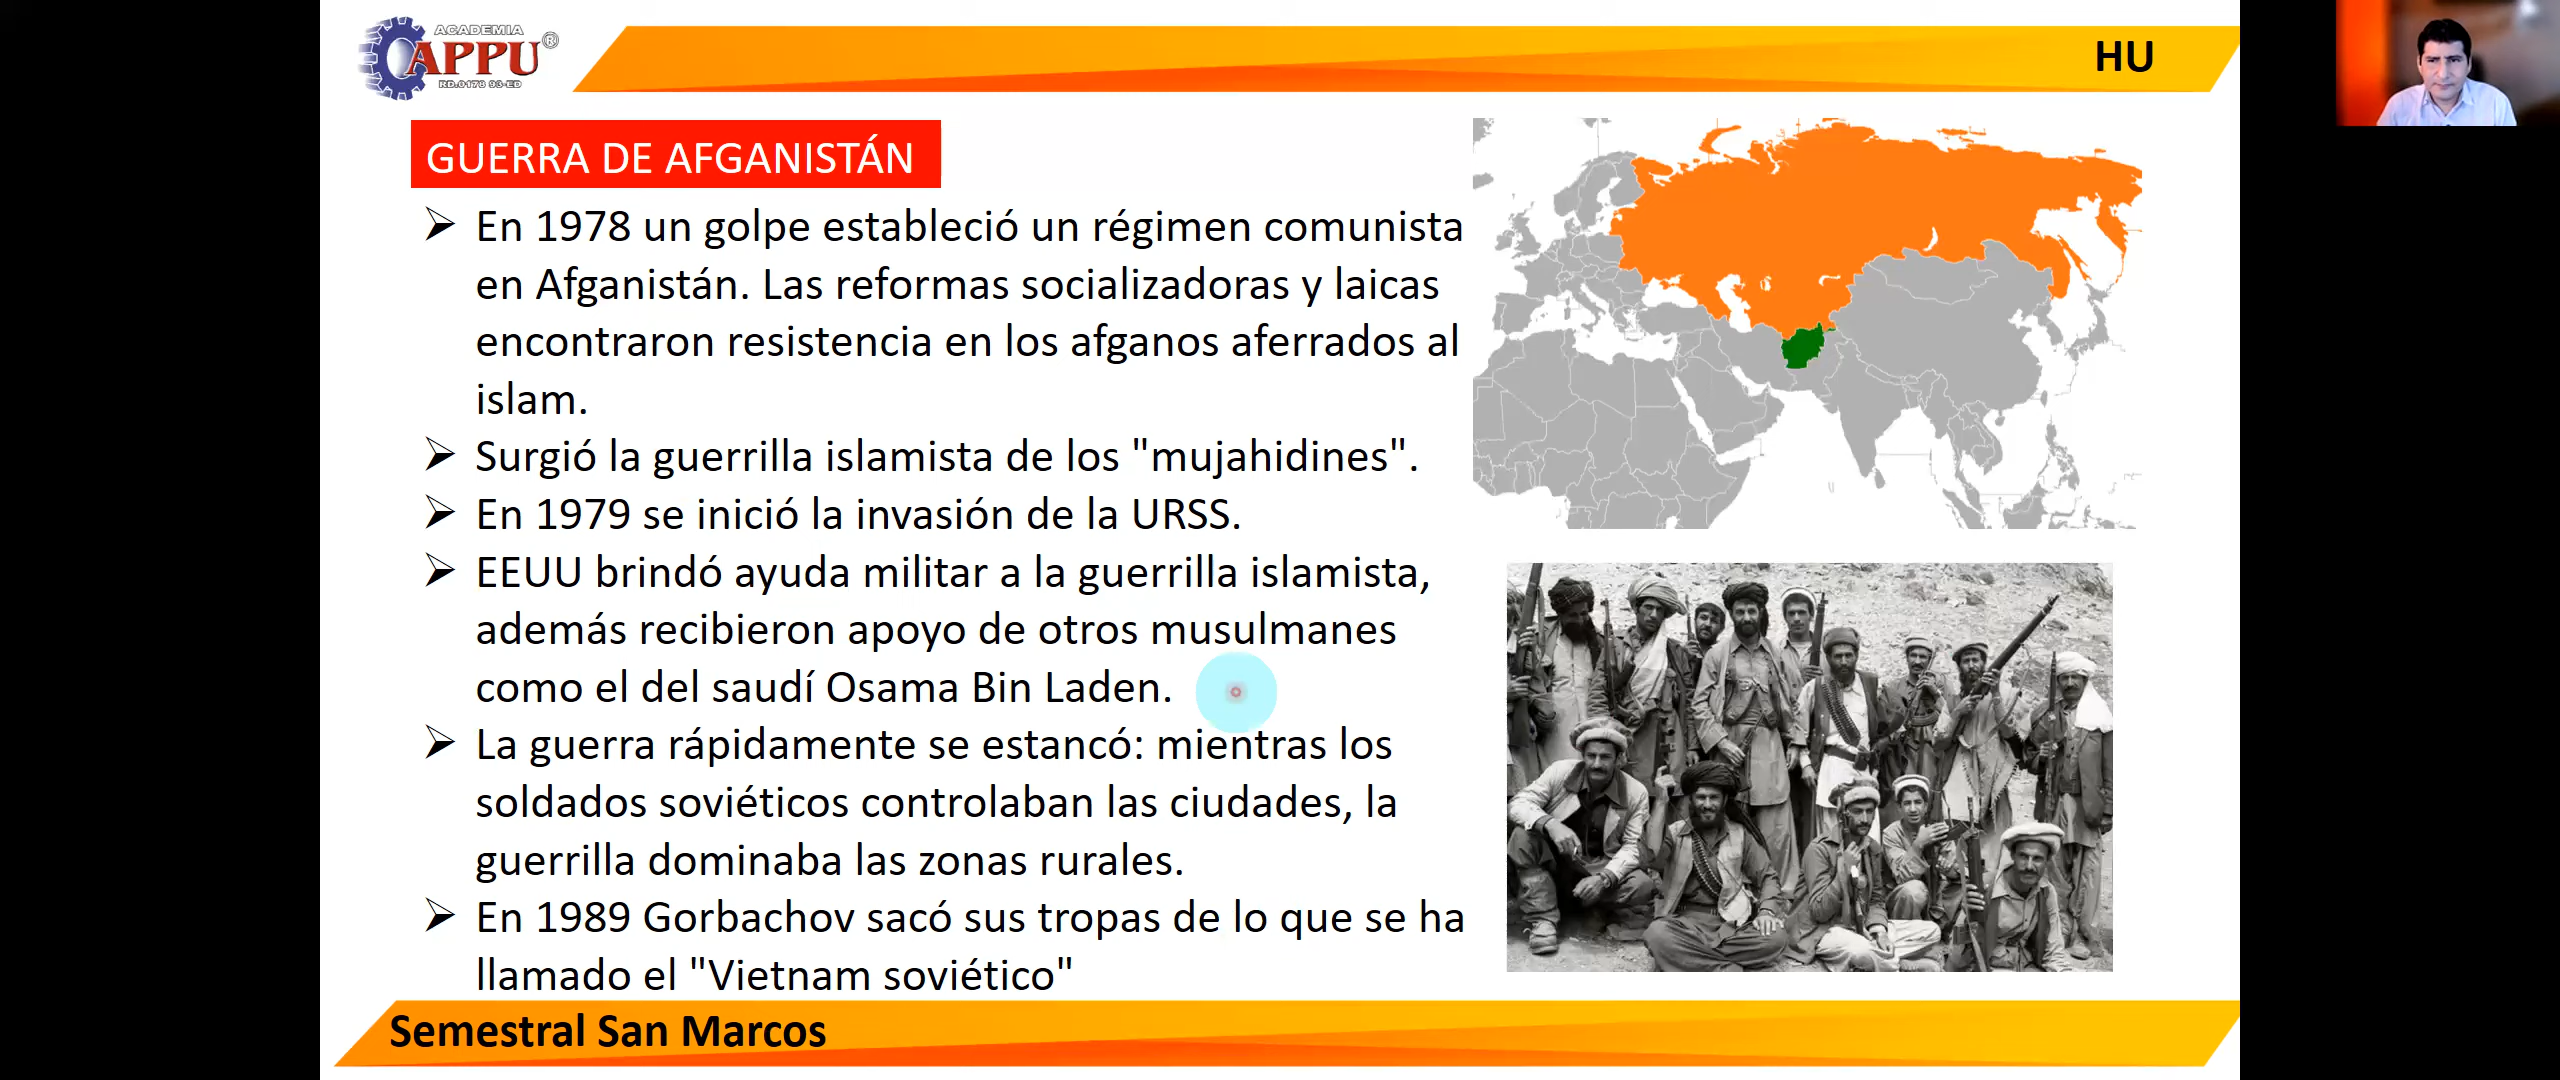 ACADEMIA
APPU®
RD.0178 93-ED
HU
GUERRA DE AFGANISTÁN
➢ En 1978 un golpe estableció un régimen comunista
en Afganistán. Las reformas socializadoras y laicas
encontraron resistencia en los afganos aferrados al
islam.
➢ Surgió la guerrilla islamista de los "mujahidines".
➢ En 1979 se inició la invasión de la URSS.
➢ EEUU brindó ayuda militar a la guerrilla islamista,
además recibieron apoyo de otros musulmanes
como el del saudí Osama Bin Laden.
➢ La guerra rápidamente se estancó: mientras los
soldados soviéticos controlaban las ciudades, la
guerrilla dominaba las zonas rurales.
➢ En 1989 Gorbachov sacó sus tropas de lo que se ha
llamado el "Vietnam soviético"
Semestral San Marcos